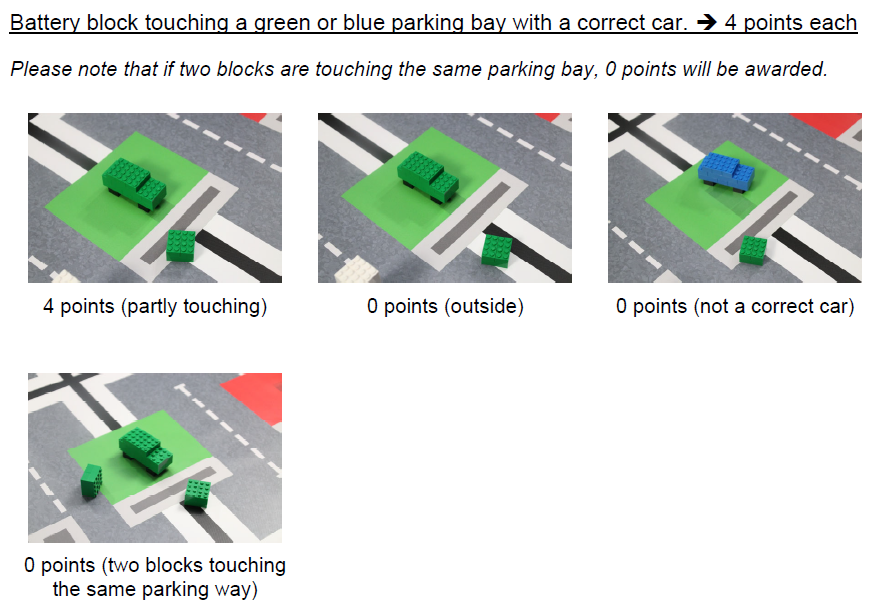 Battery block touching a green or blue parking bay with a correct car. ➔ 4 points each
Please note that if two blocks are touching the same parking bay, 0 points will be awarded.
4 points (partly touching)
0 points (outside)
0 points (not a correct car)
0 points (two blocks touching
the same parking way)